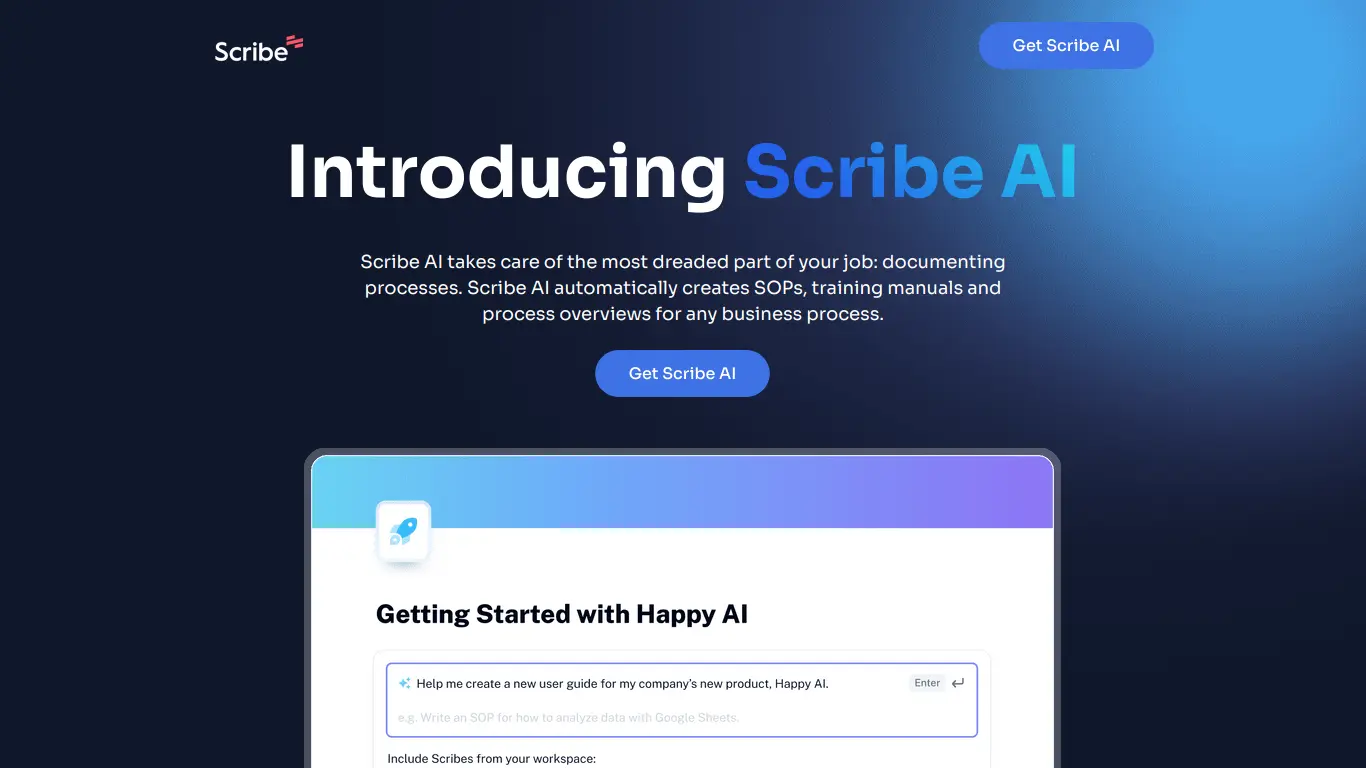 Scribe
Get Scribe AI
Introducing Scribe AI
Scribe AI takes care of the most dreaded part of your job: documenting
processes. Scribe AI automatically creates SOPs, training manuals and
process overviews for any business process.
Get Scribe AI
Getting Started with Happy AI
Help me create a new user guide for my company’s new product, Happy AI.
Enter
e.g. Write an SOP for how to analyze data with Google Sheets.
Include Scribes from your workspace: